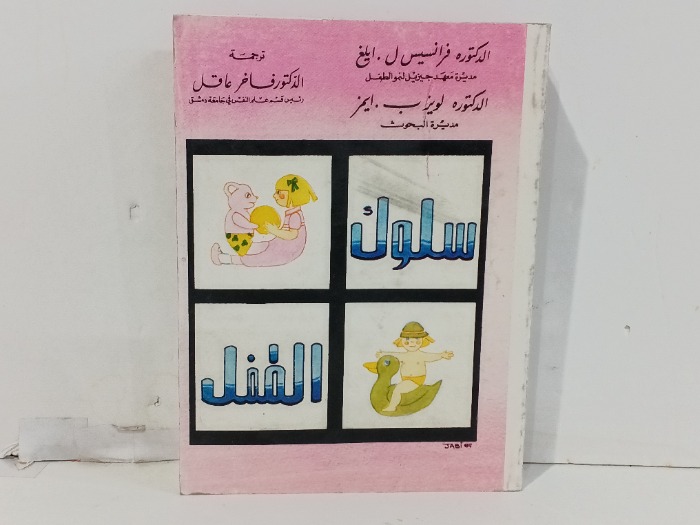 الدكتوره فرانسيس ل. ايلغ
مديرة معهد جيزيل لنمو الطفل
الدكتوره لويز ب. ايمز
مديرة البحوث
ترجمة
الدكتور فاخر عاقل
رئيس قسم علم النفس في جامعة دمشق
سلوك
الطفل